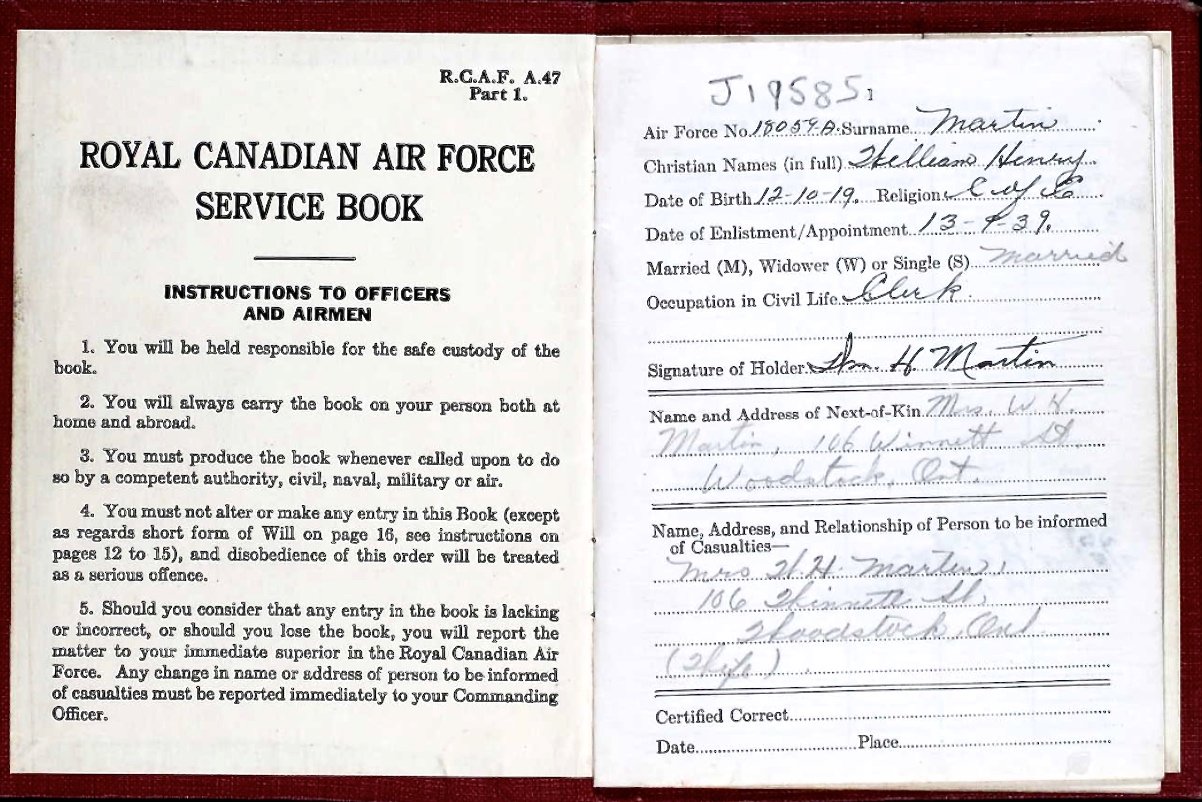 R.C.A.F. A.47
Part 1.
ROYAL CANADIAN AIR FORCE
SERVICE BOOK
INSTRUCTIONS TO OFFICERS
AND AIRMEN
1. You will be held responsible for the safe custody of the
book.
2. You will always carry the book on your person both at
home and abroad.
3. You must produce the book whenever called upon to do
so by a competent authority, civil, naval, military or air.
4. You must not alter or make any entry in this Book (except
as regards short form of Will on page 16, see instructions on
pages 12 to 15), and disobedience of this order will be treated
as a serious offence.
5. Should you consider that any entry in the book is lacking
or incorrect, or should you lose the book, you will report the
matter to your immediate superior in the Royal Canadian Air
Force. Any change in name or address of person to be informed
of casualties must be reported immediately to your Commanding
Officer.
J19585
1
Air Force No. 18059A Surname Martin
Christian Names (in full) William Henry
Date of Birth 12-10-19. Religion C of E
Date of Enlistment/Appointment 13-9-39.
Married (M), Widower (W) or Single (S) Married
Occupation in Civil Life Clerk
Signature of Holder Wm. H. Martin
Name and Address of Next-of-Kin Mrs. W. H.
Martin, 106 Winnett St.
Woodstock, Ont.
Name, Address, and Relationship of Person to be informed
of Casualties—
Mrs W.H. Martin,
106 Winnett St,
Woodstock, Ont
(Wife)
Certified Correct
Date Place